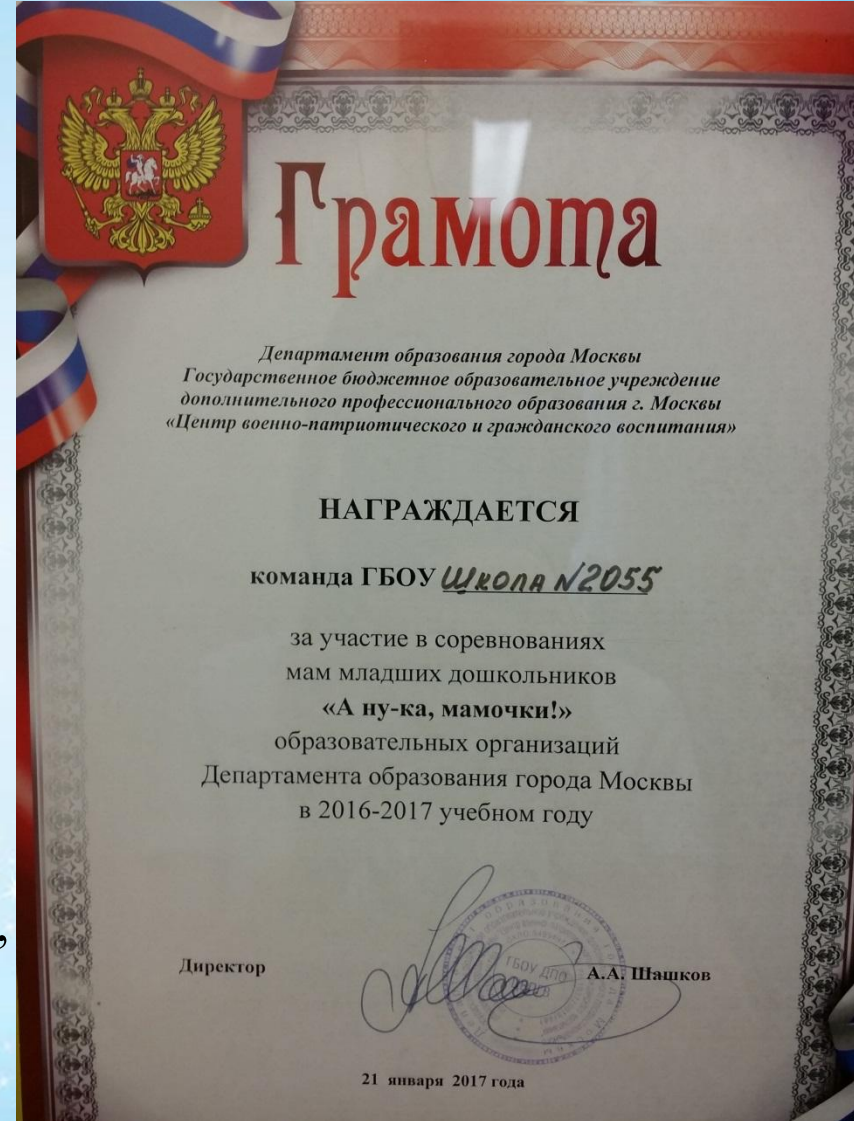 Грамота
Департамент образования города Москвы
Государственное бюджетное образовательное учреждение
дополнительного профессионального образования г. Москвы
«Центр военно-патриотического и гражданского воспитания»
НАГРАЖДАЕТСЯ
команда ГБОУ Школа №2055
за участие в соревнованиях
мам младших дошкольников
«А ну-ка, мамочки!»
образовательных организаций
Департамента образования города Москвы
в 2016-2017 учебном году
Директор
ГБОУ ДПО
А.А. Шашков
21 января 2017 года